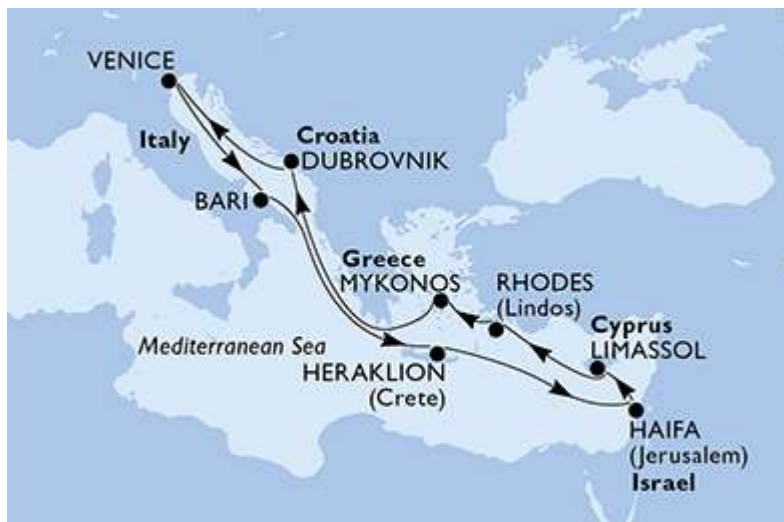 VENICE
Italy
Croatia
DUBROVNIK
BARI
Greece
MYKONOS
RHODES
(Lindos)
Cyprus
LIMASSOL
Mediterranean Sea
HERAKLION
(Crete)
HAIFA
(Jerusalem)
Israel